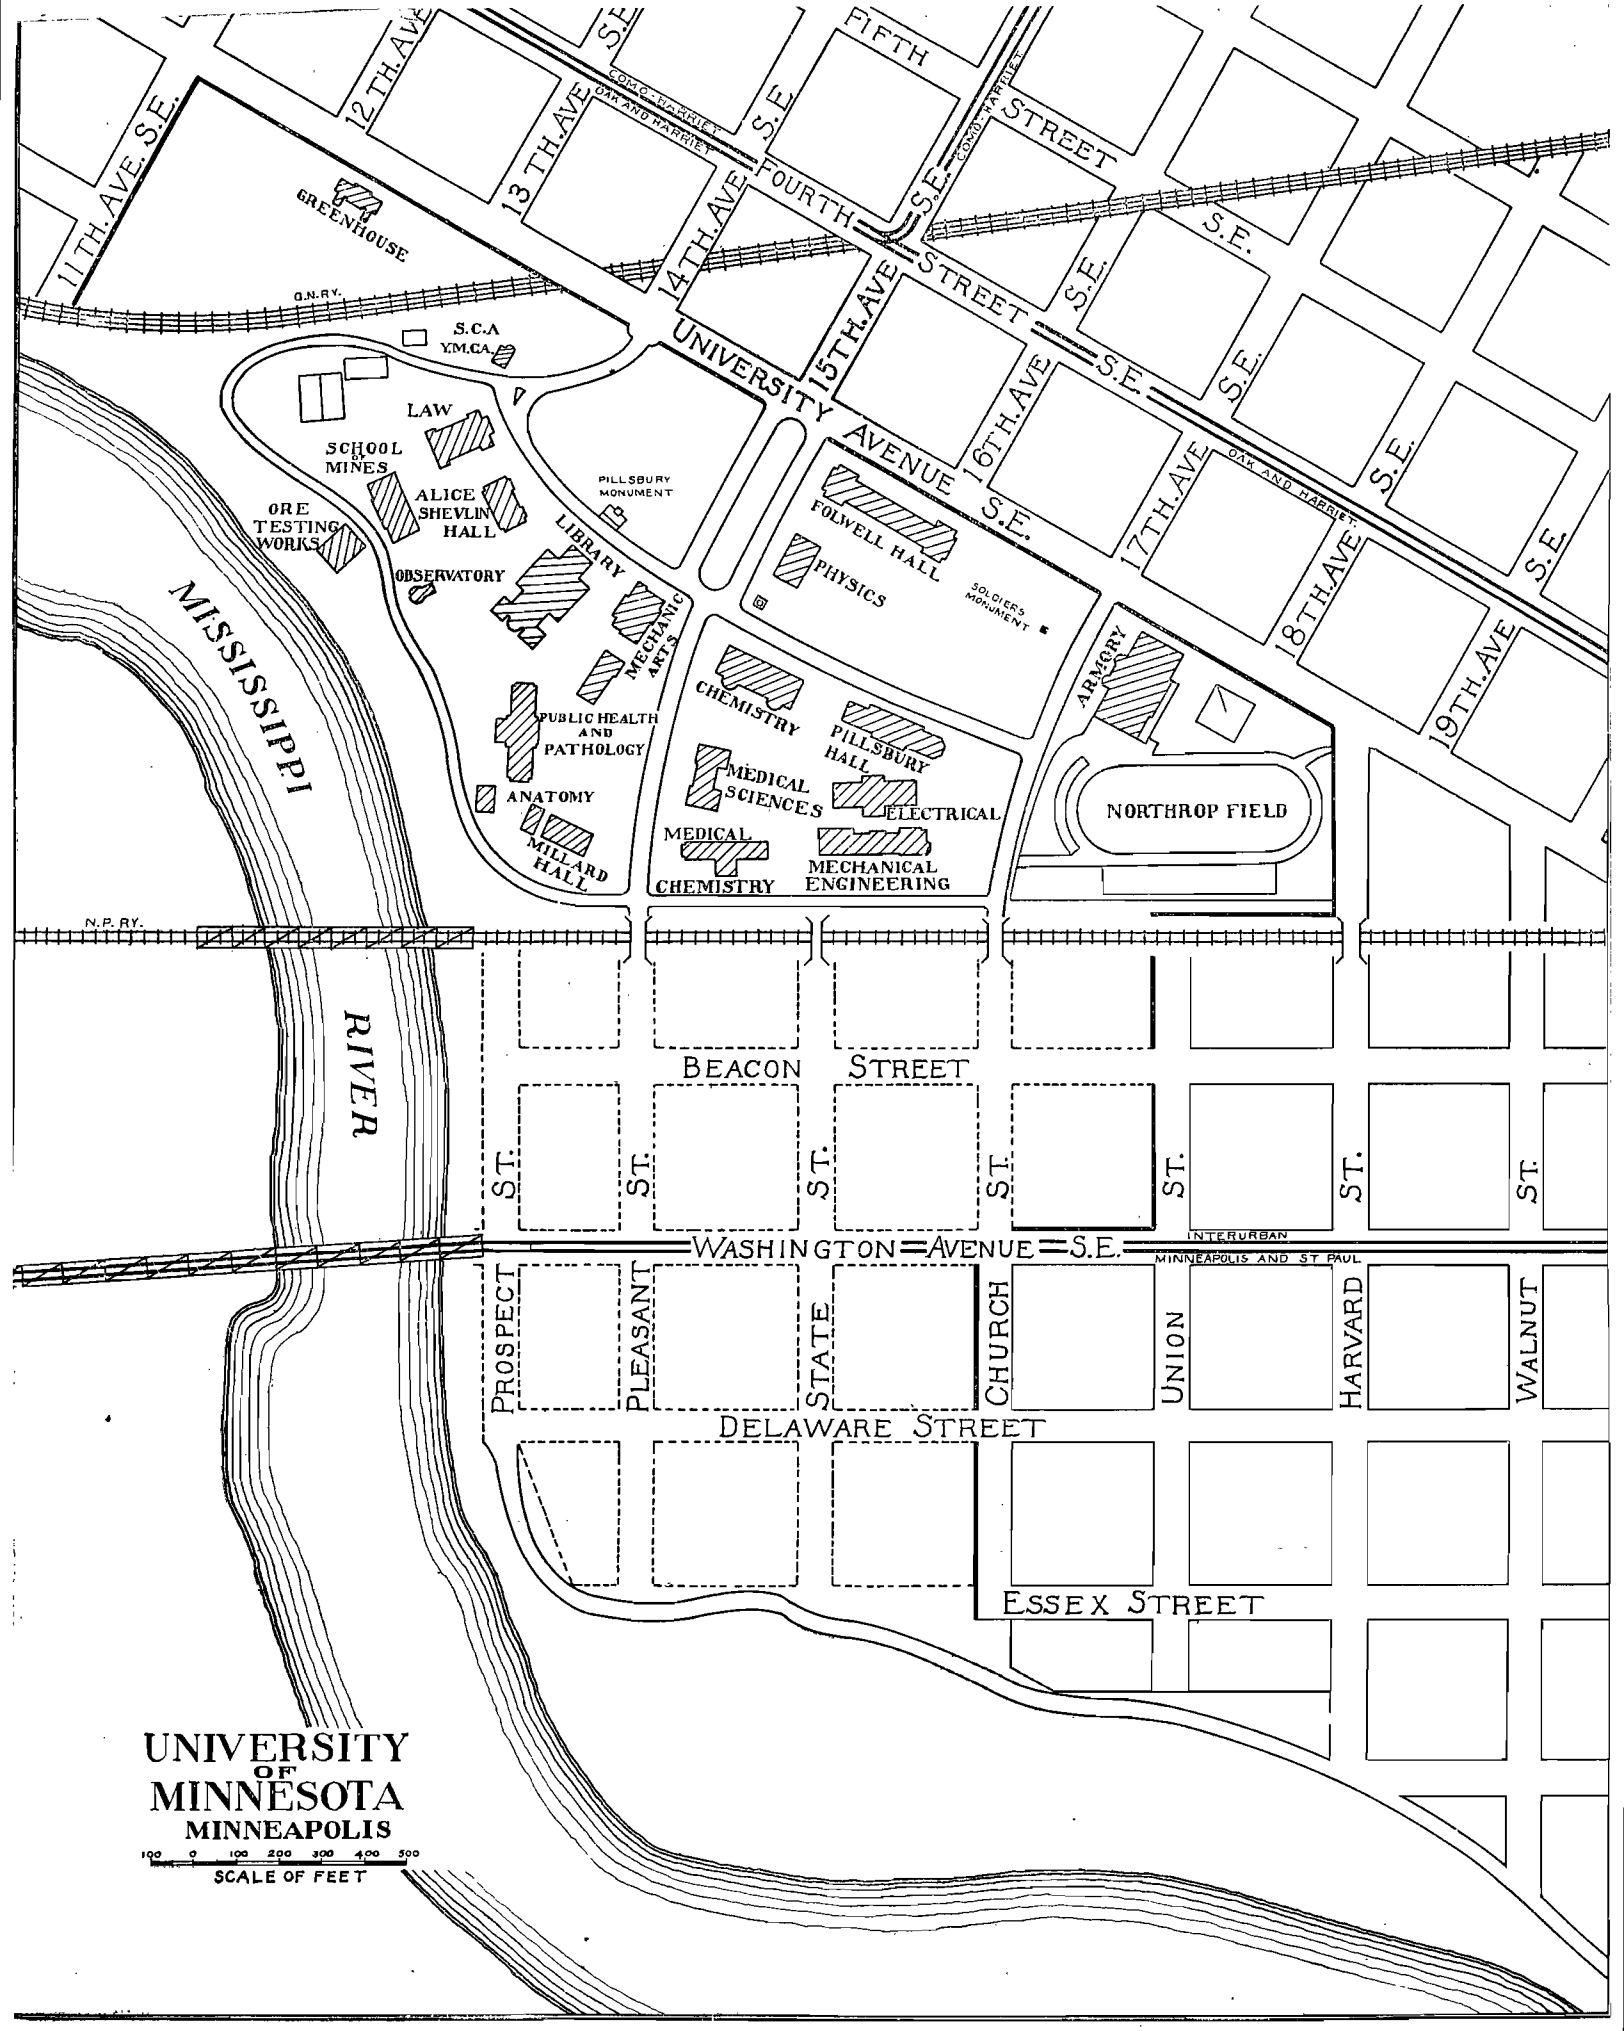 FIFTH
STREET
S.E.
12 TH. AVE
S.E.
COMO-HARRIET
OAK AND HARRIET
S.E.
COMO-HARRIET
11 TH. AVE. S.E.
13 TH. AVE
14 TH. AVE
FOURTH
STREET
S.E.
S.E.
15TH. AVE
S.E.
16TH. AVE
S.E.
17TH. AVE
OAK AND HARRIET.
S.E.
18TH. AVE
S.E.
19TH. AVE
GREENHOUSE
G.N.RY.
UNIVERSITY
AVENUE
S.E.
S.C.A
Y.M.C.A.
LAW
SCHOOL
OF
MINES
ALICE
SHEVLIN
HALL
ORE
TESTING
WORKS
OBSERVATORY
LIBRARY
PILLSBURY
MONUMENT
MECHANIC
ARTS
FOLWELL HALL
PHYSICS
SOLDIERS
MONUMENT
ARMORY
NORTHROP FIELD
CHEMISTRY
PILLSBURY
HALL
PUBLIC HEALTH
AND
PATHOLOGY
MEDICAL
SCIENCES
ELECTRICAL
ANATOMY
MILLARD
HALL
MEDICAL
CHEMISTRY
MECHANICAL
ENGINEERING
MISSISSIPPI
RIVER
N.P. RY.
BEACON STREET
ST.
ST.
ST.
ST.
ST.
ST.
ST.
WASHINGTON AVENUE S.E.
INTERURBAN
MINNEAPOLIS AND ST PAUL
PROSPECT
PLEASANT
STATE
CHURCH
UNION
HARVARD
WALNUT
DELAWARE STREET
ESSEX STREET
UNIVERSITY
OF
MINNESOTA
MINNEAPOLIS
100 0 100 200 300 400 500
SCALE OF FEET